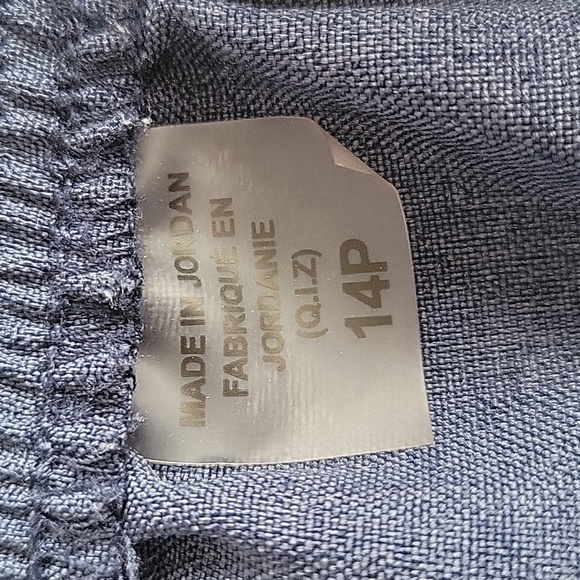 MADE IN JORDAN
FABRIQUÉ EN
JORDANIE
(Q.I.Z)
14P